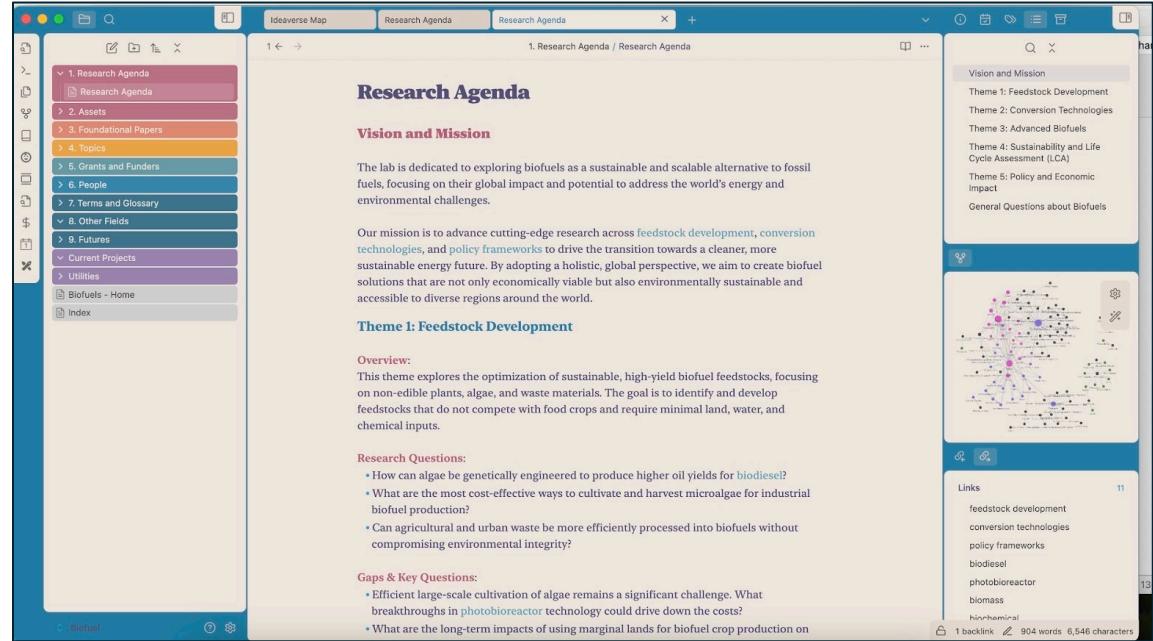 Ideaverse Map
Research Agenda
Research Agenda
1. Research Agenda / Research Agenda
1. Research Agenda
Research Agenda
2. Assets
3. Foundational Papers
4. Topics
5. Grants and Funders
6. People
7. Terms and Glossary
8. Other Fields
9. Futures
Current Projects
Utilities
Biofuels - Home
Index
Biofuel
1
Research Agenda
Vision and Mission
The lab is dedicated to exploring biofuels as a sustainable and scalable alternative to fossil
fuels, focusing on their global impact and potential to address the world's energy and
environmental challenges.
Our mission is to advance cutting-edge research across feedstock development, conversion
technologies, and policy frameworks to drive the transition towards a cleaner, more
sustainable energy future. By adopting a holistic, global perspective, we aim to create biofuel
solutions that are not only economically viable but also environmentally sustainable and
accessible to diverse regions around the world.
Theme 1: Feedstock Development
Overview:
This theme explores the optimization of sustainable, high-yield biofuel feedstocks, focusing
on non-edible plants, algae, and waste materials. The goal is to identify and develop
feedstocks that do not compete with food crops and require minimal land, water, and
chemical inputs.
Research Questions:
• How can algae be genetically engineered to produce higher oil yields for biodiesel?
• What are the most cost-effective ways to cultivate and harvest microalgae for industrial
biofuel production?
• Can agricultural and urban waste be more efficiently processed into biofuels without
compromising environmental integrity?
Gaps & Key Questions:
• Efficient large-scale cultivation of algae remains a significant challenge. What
breakthroughs in photobioreactor technology could drive down the costs?
• What are the long-term impacts of using marginal lands for biofuel crop production on
Vision and Mission
Theme 1: Feedstock Development
Theme 2: Conversion Technologies
Theme 3: Advanced Biofuels
Theme 4: Sustainability and Life
Cycle Assessment (LCA)
Theme 5: Policy and Economic
Impact
General Questions about Biofuels
Links 11
feedstock development
conversion technologies
policy frameworks
biodiesel
photobioreactor
biomass
biochemical
1 backlink 904 words 6,546 characters
13